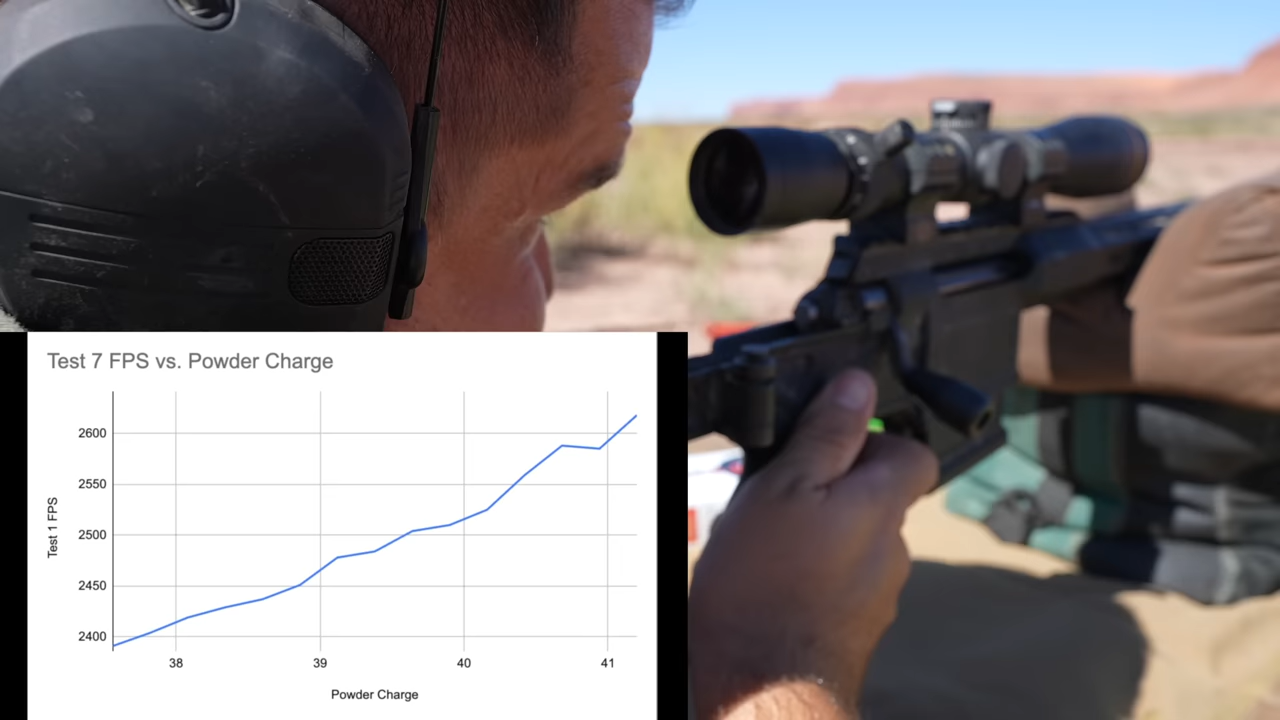 Test 7 FPS vs. Powder Charge
2600
2550
2500
2450
2400
Test 1 FPS
38 39 40 41
Powder Charge